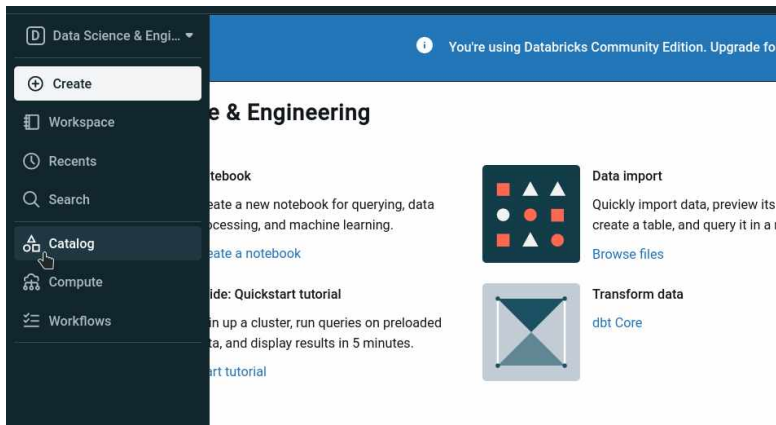 D Data Science & Engi...
You're using Databricks Community Edition. Upgrade fo
Create
Workspace
Recents
Search
Catalog
Compute
Workflows
e & Engineering
tebook
eate a new notebook for querying, data
ocessing, and machine learning.
eate a notebook
Data import
Quickly import data, preview its
create a table, and query it in a
Browse files
ide: Quickstart tutorial
in up a cluster, run queries on preloaded
ta, and display results in 5 minutes.
art tutorial
Transform data
dbt Core